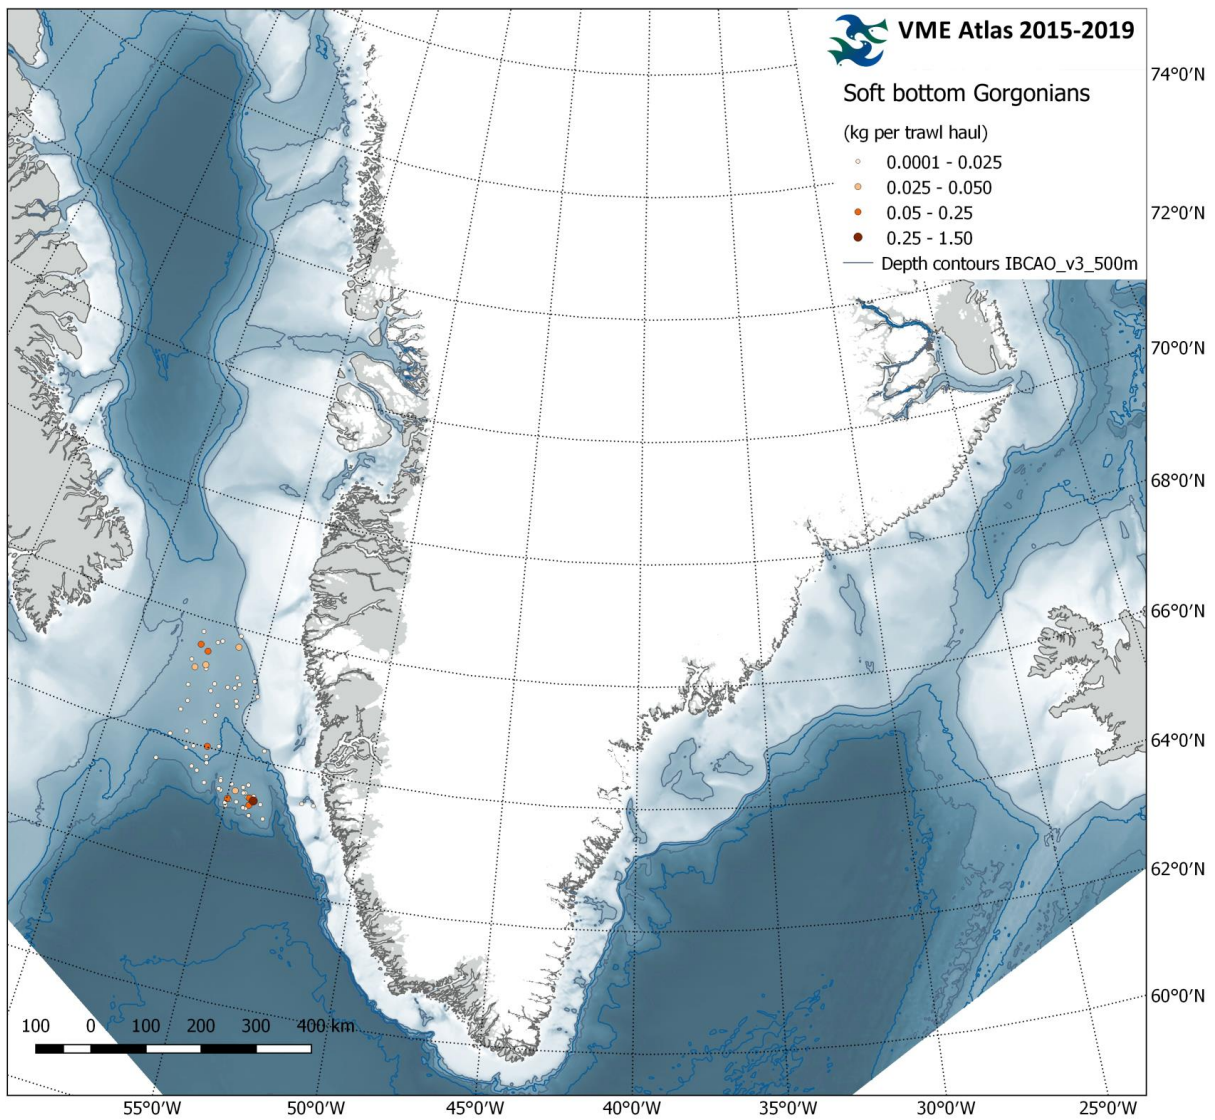 VME Atlas 2015-2019
Soft bottom Gorgonians
(kg per trawl haul)
0.0001 - 0.025
0.025 - 0.050
0.05 - 0.25
0.25 - 1.50
Depth contours IBCAO_v3_500m
74°0'N
72°0'N
70°0'N
68°0'N
66°0'N
64°0'N
62°0'N
60°0'N
100 0 100 200 300 400 km
55°0'W 50°0'W 45°0'W 40°0'W 35°0'W 30°0'W 25°0'W